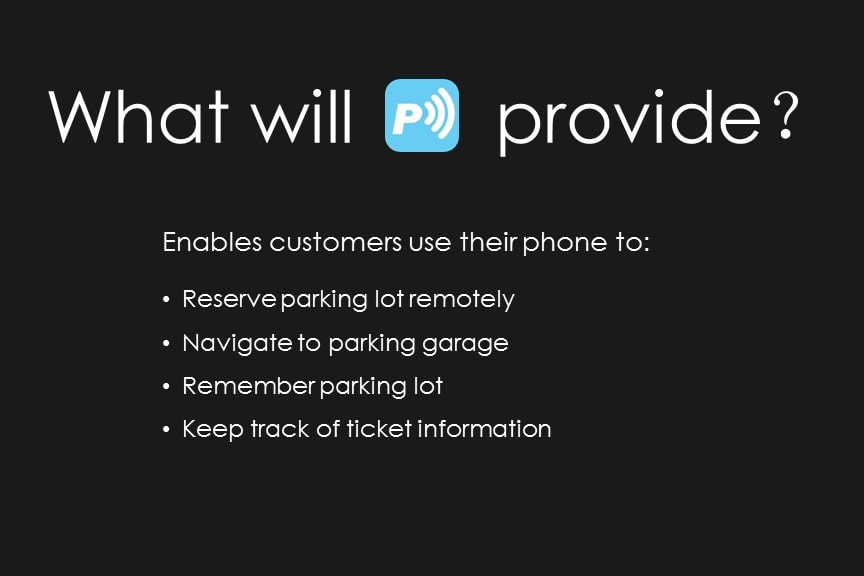 What will P provide？
Enables customers use their phone to:
• Reserve parking lot remotely
• Navigate to parking garage
• Remember parking lot
• Keep track of ticket information